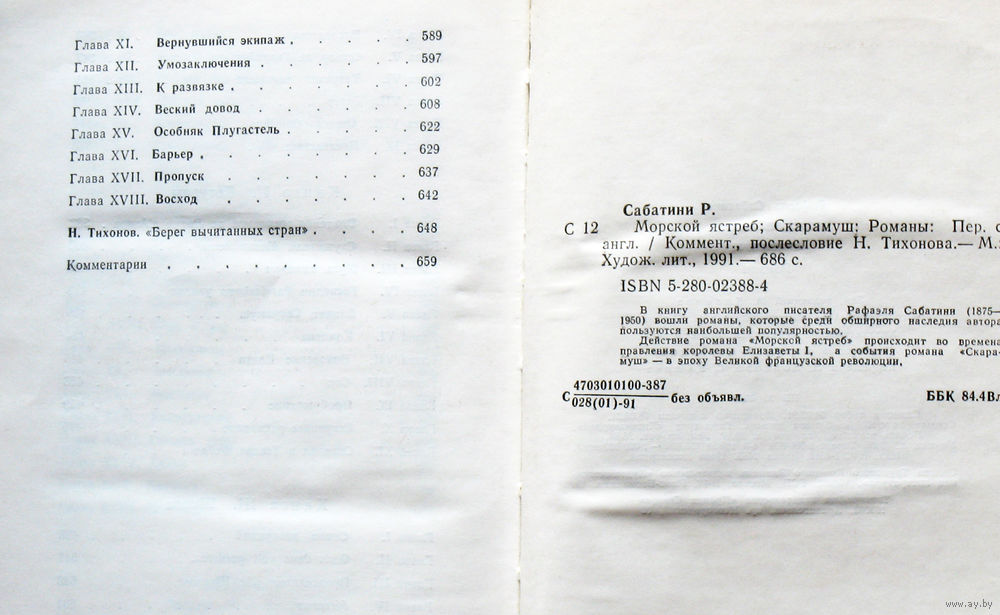 Глава XI. Вернувшийся экипаж . . . . . . 589
Глава XII. Умозаключения . . . . . . . 597
Глава XIII. К развязке . . . . . . . . 602
Глава XIV. Веский довод . . . . . . . 608
Глава XV. Особняк Плугастель . . . . . . 622
Глава XVI. Барьер . . . . . . . . . 629
Глава XVII. Пропуск . . . . . . . . 637
Глава XVIII. Восход . . . . . . . . 642
Н. Тихонов. «Берег вычитанных стран» . . . . . 648
Комментарии . . . . . . . . . 659
Сабатини Р.
С 12 Морской ястреб; Скарамуш: Романы: Пер. с
англ. / Коммент., послесловие Н. Тихонова.— М.:
Худож. лит., 1991.— 686 с.
ISBN 5-280-02388-4
В книгу английского писателя Рафаэля Сабатини (1875—
1950) вошли романы, которые среди обширного наследия автора
пользуются наибольшей популярностью.
Действие романа «Морской ястреб» происходит во времена
правления королевы Елизаветы I, а события романа «Скара-
муш» — в эпоху Великой французской революции.
С 4703010100-387
028(01)-91 без объявл.
ББК 84.4Вл
www.ay.by